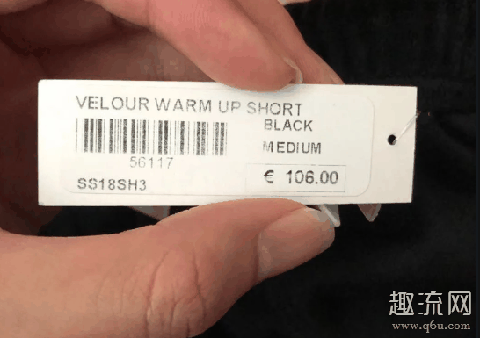 VELOUR WARM UP SHORT
BLACK
56117
MEDIUM
SS18SH3
€ 106.00
趣流网
www.q6u.com